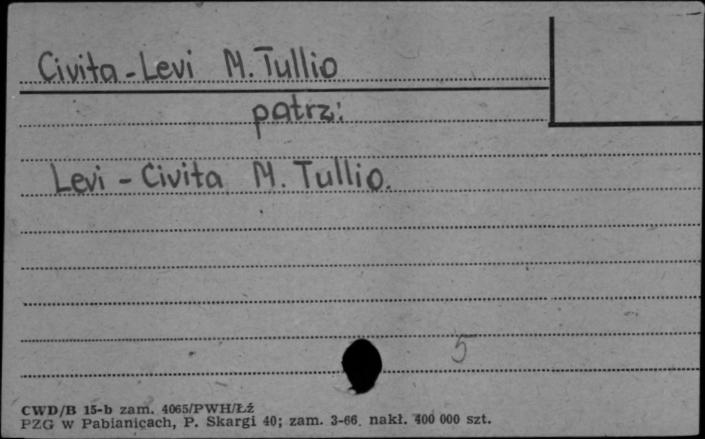 Civita-Levi M. Tullio
patrz:
Levi - Civita M. Tullio.
5
CWD/B 15-b zam. 4065/PWH/Łź
PZG w Pabianicach, P. Skargi 40; zam. 3-66. nakł. 400 000 szt.